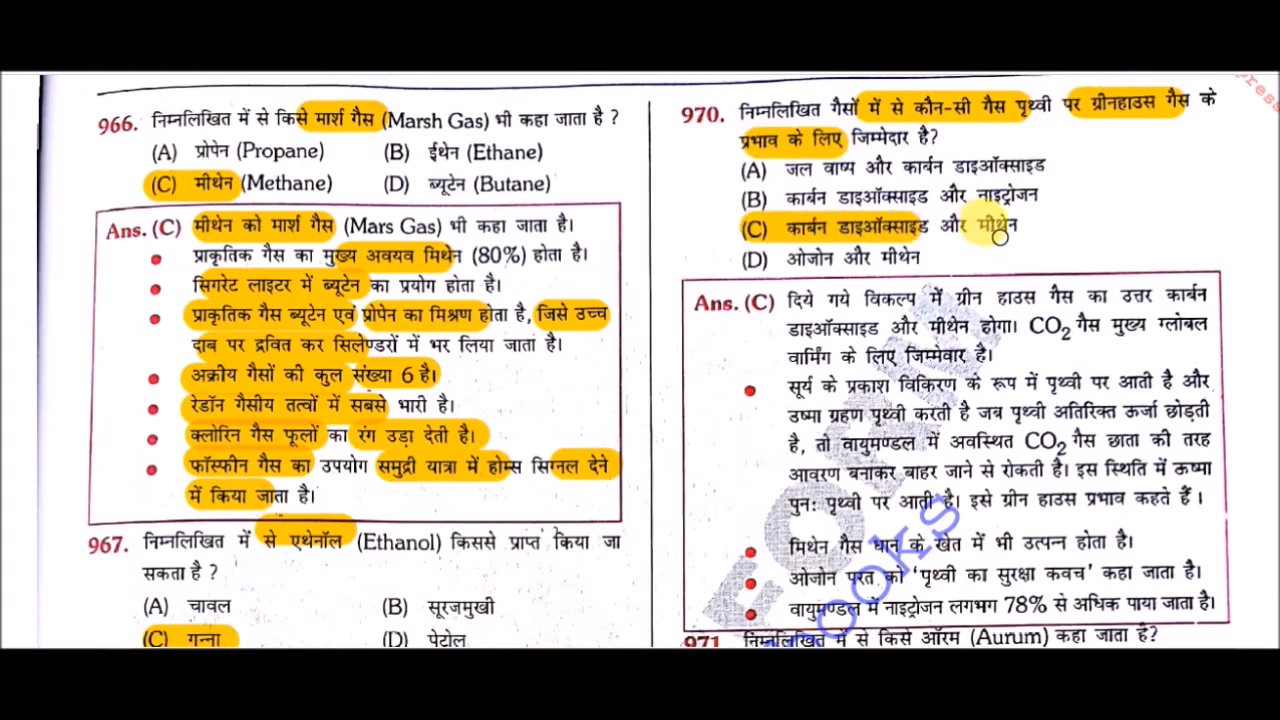 966. निम्नलिखित में से किसे मार्श गैस (Marsh Gas) भी कहा जाता है ?
(A) प्रोपेन (Propane) (B) ईथेन (Ethane)
(C) मीथेन (Methane) (D) ब्यूटेन (Butane)
Ans. (C) मीथेन को मार्श गैस (Mars Gas) भी कहा जाता है।
प्राकृतिक गैस का मुख्य अवयव मिथेन (80%) होता है।
सिगरेट लाइटर में ब्यूटेन का प्रयोग होता है।
प्राकृतिक गैस ब्यूटेन एवं प्रोपेन का मिश्रण होता है, जिसे उच्च
दाब पर द्रवित कर सिलेण्डरों में भर लिया जाता है।
अक्रीय गैसों की कुल संख्या 6 है।
रेडॉन गैसीय तत्वों में सबसे भारी है।
क्लोरिन गैस फूलों का रंग उड़ा देती है।
फॉस्फीन गैस का उपयोग समुद्री यात्रा में होम्स सिग्नल देने
में किया जाता है।
967. निम्नलिखित में से एथेनॉल (Ethanol) किससे प्राप्त किया जा
सकता है ?
(A) चावल (B) सूरजमुखी
(C) गन्ना (D) पेटोल
970. निम्नलिखित गैसों में से कौन-सी गैस पृथ्वी पर ग्रीनहाउस गैस के
प्रभाव के लिए जिम्मेदार है?
(A) जल वाष्प और कार्बन डाइऑक्साइड
(B) कार्बन डाइऑक्साइड और नाइट्रोजन
(C) कार्बन डाइऑक्साइड और मीथेन
(D) ओजोन और मीथेन
Ans. (C) दिये गये विकल्प में ग्रीन हाउस गैस का उत्तर कार्बन
डाइऑक्साइड और मीथेन होगा। CO₂ गैस मुख्य ग्लोबल
वार्मिंग के लिए जिम्मेवार है।
सूर्य के प्रकाश विकिरण के रूप में पृथ्वी पर आती है और
उष्मा ग्रहण पृथ्वी करती है जब पृथ्वी अतिरिक्त ऊर्जा छोड़ती
है, तो वायुमण्डल में अवस्थित CO₂ गैस छाता की तरह
आवरण बनाकर बाहर जाने से रोकती है। इस स्थिति में ऊष्मा
पुन: पृथ्वी पर आती है। इसे ग्रीन हाउस प्रभाव कहते हैं ।
मिथेन गैस धान के खेत में भी उत्पन्न होता है।
ओजोन परत को 'पृथ्वी का सुरक्षा कवच' कहा जाता है।
वायुमण्डल में नाइट्रोजन लगभग 78% से अधिक पाया जाता है।
971 निम्नलिखित में से किसे ऑरम (Aurum) कहा जाता है?